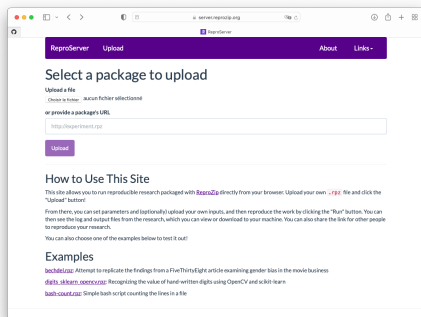 server.reprozip.org
ReproServer
ReproServer Upload About Links
Select a package to upload
Upload a file
Choisir le fichier aucun fichier sélectionné
or provide a package's URL
http://experiment.rpz
Upload
How to Use This Site
This site allows you to run reproducible research packaged with ReproZip directly from your browser. Upload your own .rpz file and click the
"Upload" button!
From there, you can set parameters and (optionally) upload your own inputs, and then reproduce the work by clicking the "Run" button. You can
then see the log and output files from the research, which you can view or download to your machine. You can also share the link for other people
to reproduce your research.
You can also choose one of the examples below to test it out!
Examples
bechdel.rpz: Attempt to replicate the findings from a FiveThirtyEight article examining gender bias in the movie business
digits_sklearn_opencv.rpz: Recognizing the value of hand-written digits using OpenCV and scikit-learn
bash-count.rpz: Simple bash script counting the lines in a file